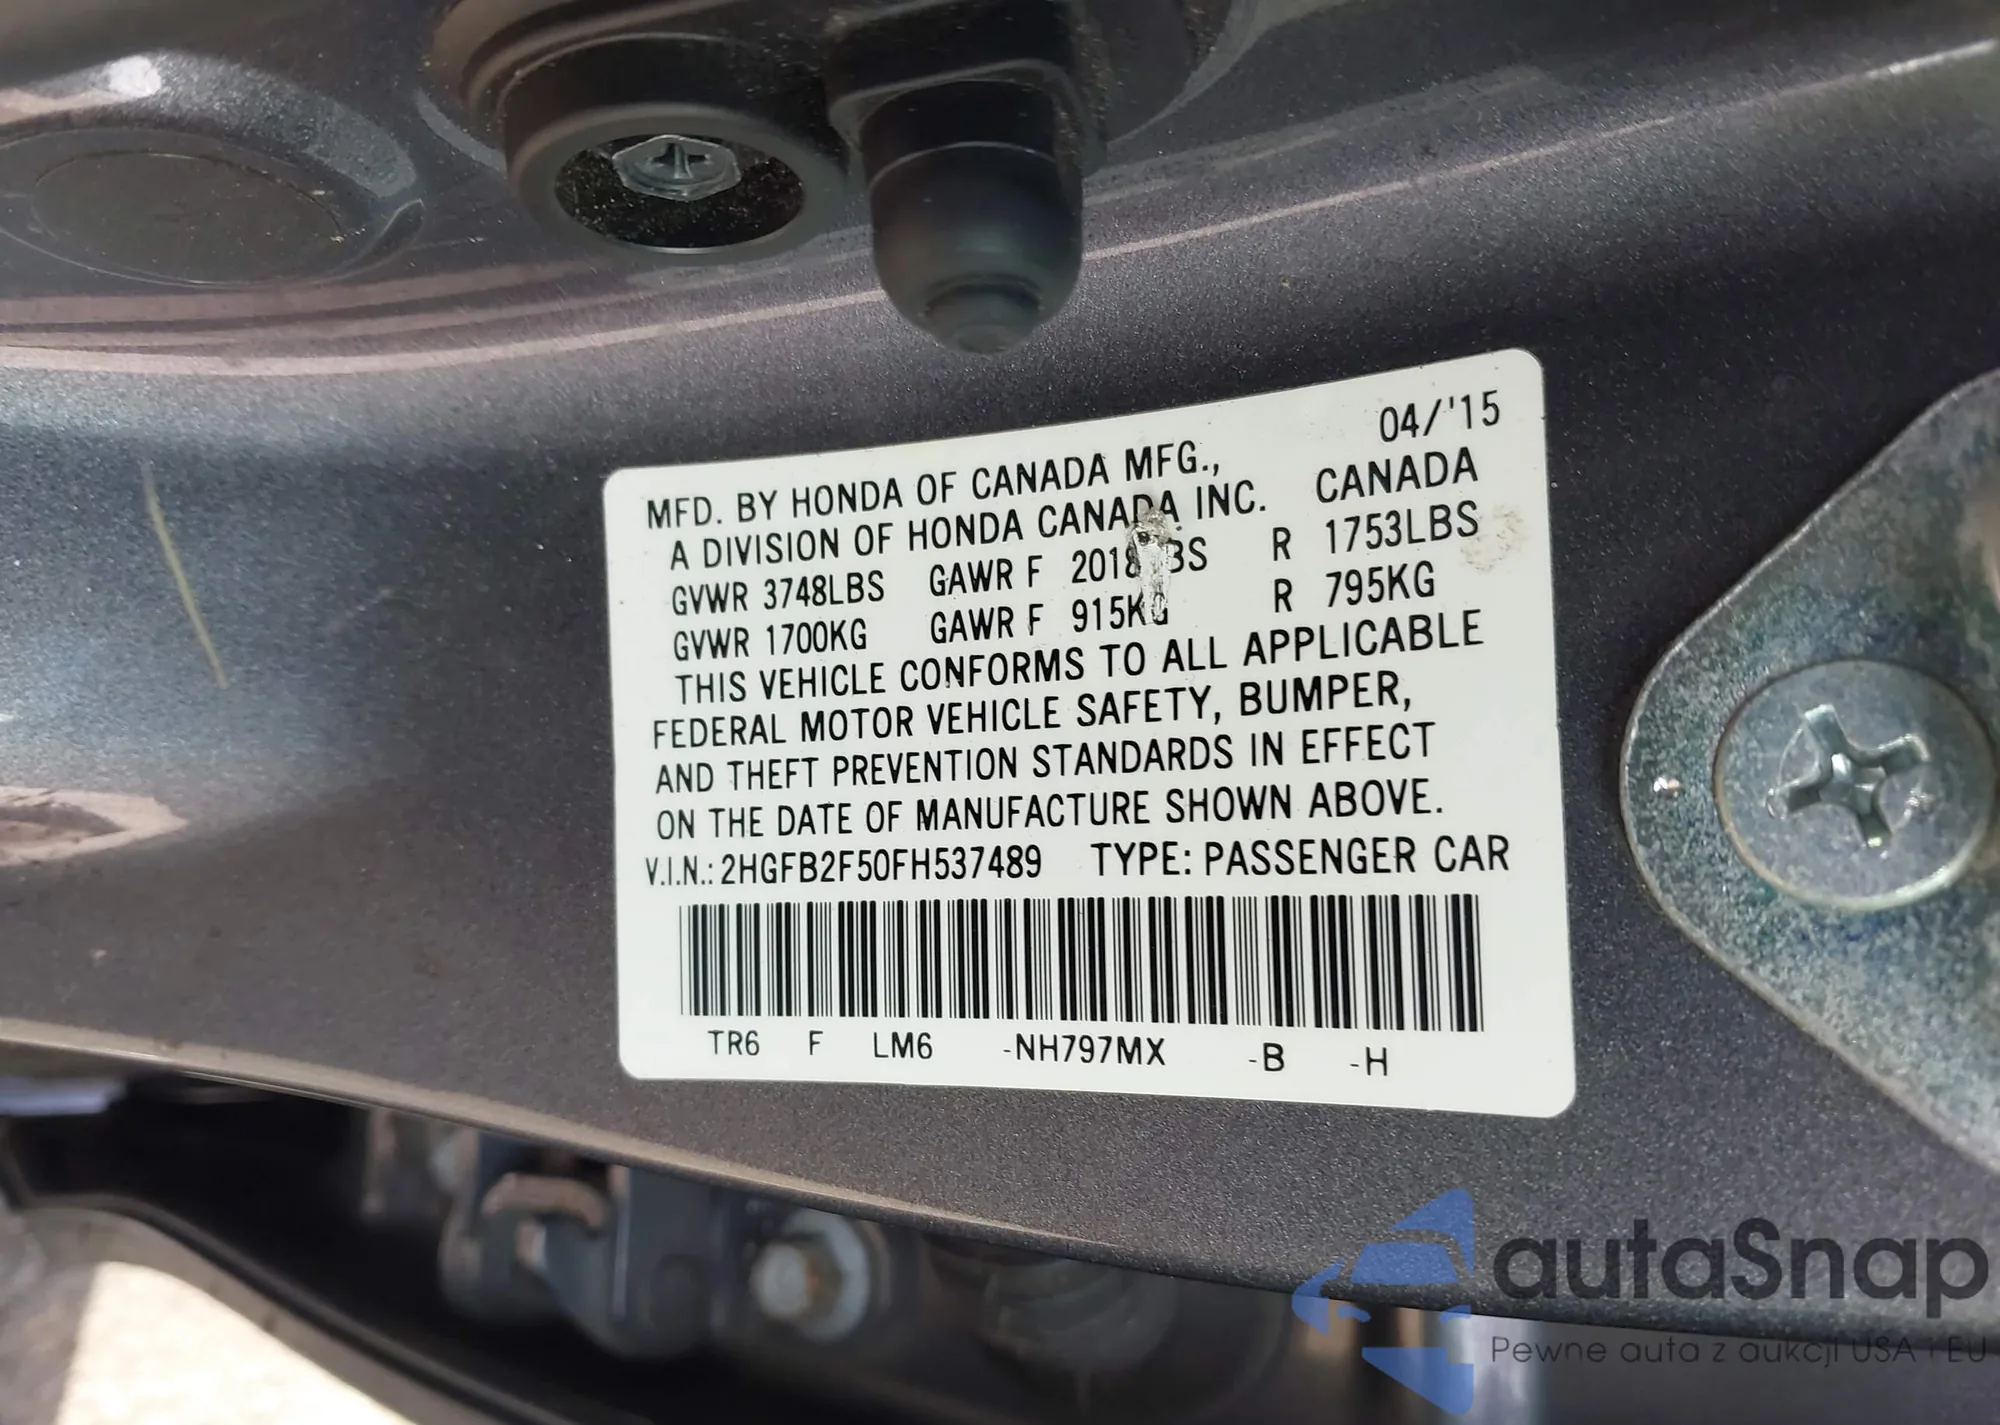 04/'15
MFD. BY HONDA OF CANADA MFG.,
A DIVISION OF HONDA CANADA INC. CANADA
GVWR 3748LBS GAWR F 2018LBS R 1753LBS
GVWR 1700KG GAWR F 915KG R 795KG
THIS VEHICLE CONFORMS TO ALL APPLICABLE
FEDERAL MOTOR VEHICLE SAFETY, BUMPER,
AND THEFT PREVENTION STANDARDS IN EFFECT
ON THE DATE OF MANUFACTURE SHOWN ABOVE.
V.I.N.: 2HGFB2F50FH537489 TYPE: PASSENGER CAR
TR6 F LM6 -NH797MX -B -H
autaSnap
Pewne auta z aukcji USA i EU